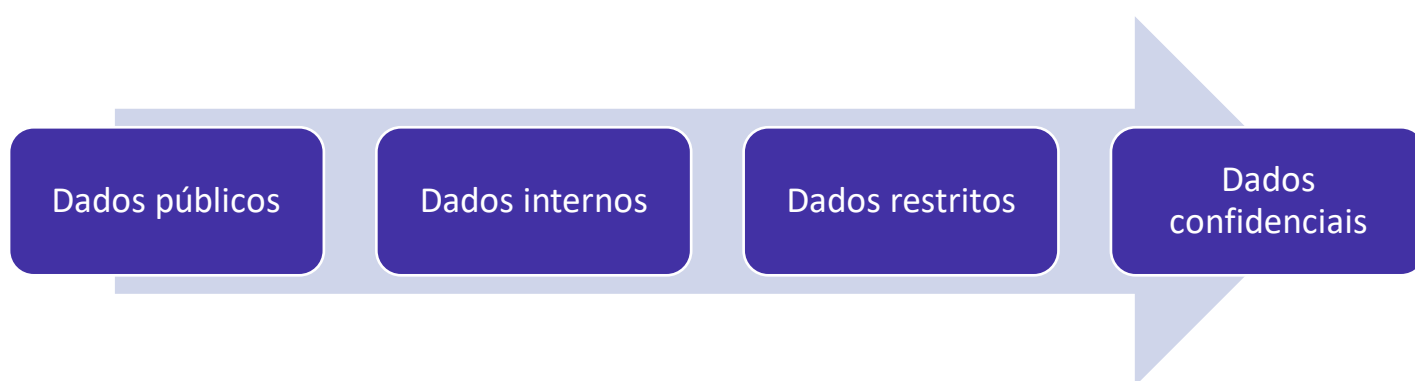 Dados públicos
Dados internos
Dados restritos
Dados
confidenciais